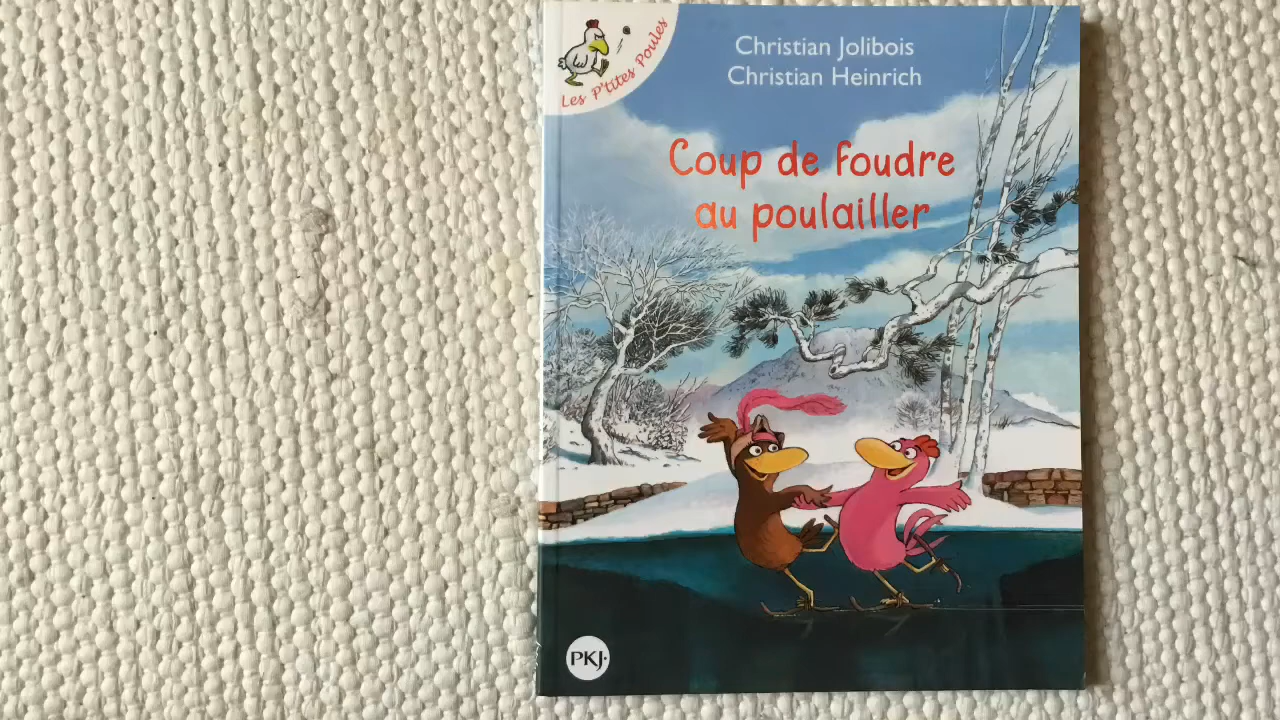 Les P'tites Poules
Christian Jolibois
Christian Heinrich
Coup de foudre
au poulailler
PKJ.